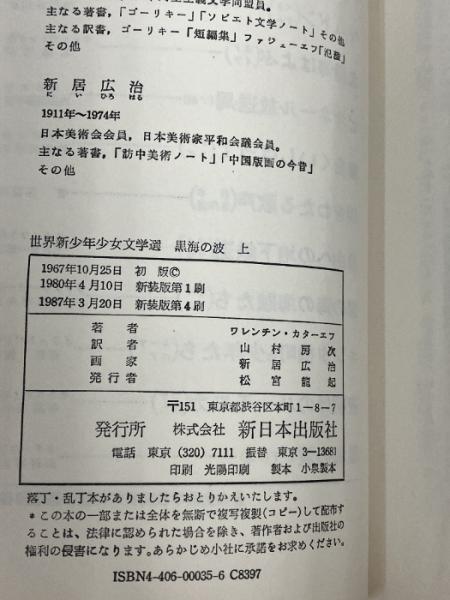 主なる著書，「ゴーリキー」「ソビエト文学ノート」その他
主なる訳書，ゴーリキー「短編集」ファジェーエフ「氾濫」
その他
新居広治
にいひろはる
1911年～1974年
日本美術会会員，日本美術家平和会議会員。
主なる著書，「訪中美術ノート」「中国版画の今昔」
その他
世界新少年少女文学選　黒海の波　上
1967年10月25日　初　版©
1980年4月10日　新装版第1刷
1987年3月20日　新装版第4刷
著者　ワレンチン・カターエフ
訳者　山村房次
画家　新居広治
発行者　松宮龍起
〒151　東京都渋谷区本町1－8－7
発行所　株式会社　新日本出版社
電話　東京（320）7111　振替　東京3－13681
印刷　光陽印刷　製本　小泉製本
落丁・乱丁本がありましたらおとりかえいたします。
＊この本の一部または全体を無断で複写複製（コピー）して配布す
ることは、法律に認められた場合を除き、著作者および出版社の
権利の侵害になります。あらかじめ小社に承諾をお求めください。
ISBN4-406-00035-6 C8397